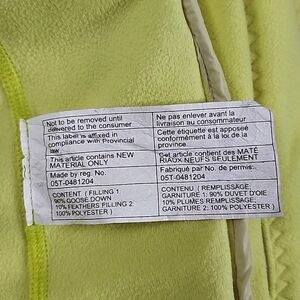 Not to be removed until
delivered to the consumer
This label is affixed in
compliance with Provincial
law
This article contains NEW
MATERIAL ONLY
Made by reg. No.
05T-0481204
CONTENT ( FILLING 1:
90% GOOSE DOWN
10% FEATHERS FILLING 2:
100% POLYESTER )
Ne pas enlever avant la
livraison au consommateur
Cette étiquette est apposée
conformément à la loi de la
province
Cet article contient des MATÉ
RIAUX NEUFS SEULEMENT
Fabriqué par No. de permis
05T-0481204
CONTENU ( REMPLISSAGE;
GARNITURE 1: 90% DUVET D'OIE
10% PLUMES REMPLISSAGE;
GARNITURE 2: 100% POLYESTER )